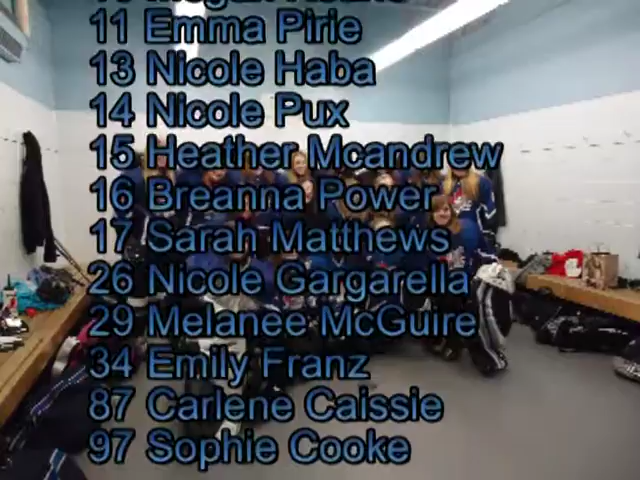 11 Emma Pirie
13 Nicole Haba
14 Nicole Pux
15 Heather Mcandrew
16 Breanna Power
17 Sarah Matthews
26 Nicole Gargarella
29 Melanee McGuire
34 Emily Franz
87 Carlene Caissie
97 Sophie Cooke